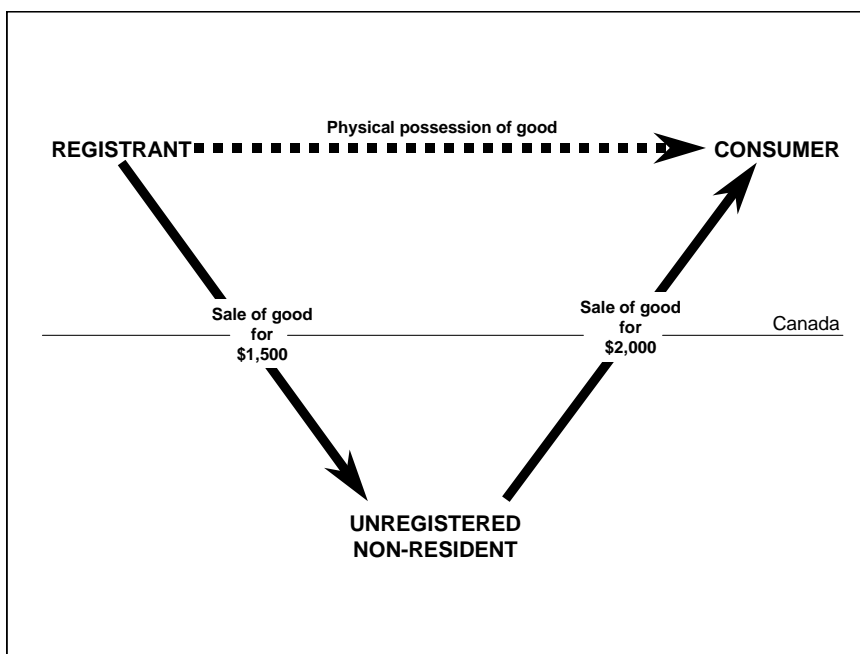 Physical possession of good
REGISTRANT
CONSUMER
Sale of good
for
$1,500
Sale of good
for
$2,000
Canada
UNREGISTERED
NON-RESIDENT